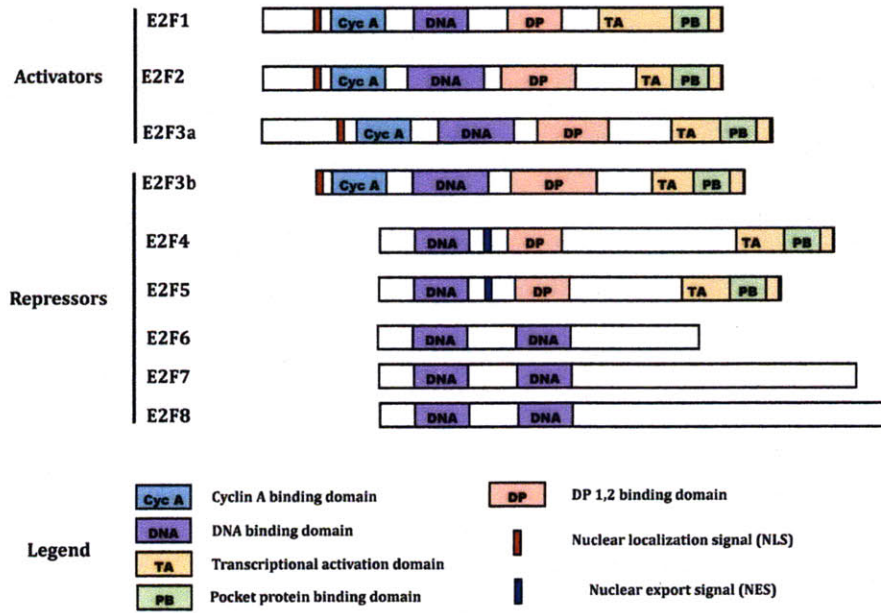 E2F1
Cyc A DNA DP TA PB
Activators
E2F2
Cyc A DNA DP TA PB
E2F3a
Cyc A DNA DP TA PB
E2F3b
Cyc A DNA DP TA PB
E2F4
DNA DP TA PB
Repressors
E2F5
DNA DP TA PB
E2F6
DNA DNA
E2F7
DNA DNA
E2F8
DNA DNA
Legend
Cyc A Cyclin A binding domain
DNA DNA binding domain
TA Transcriptional activation domain
PB Pocket protein binding domain
DP DP 1,2 binding domain
Nuclear localization signal (NLS)
Nuclear export signal (NES)